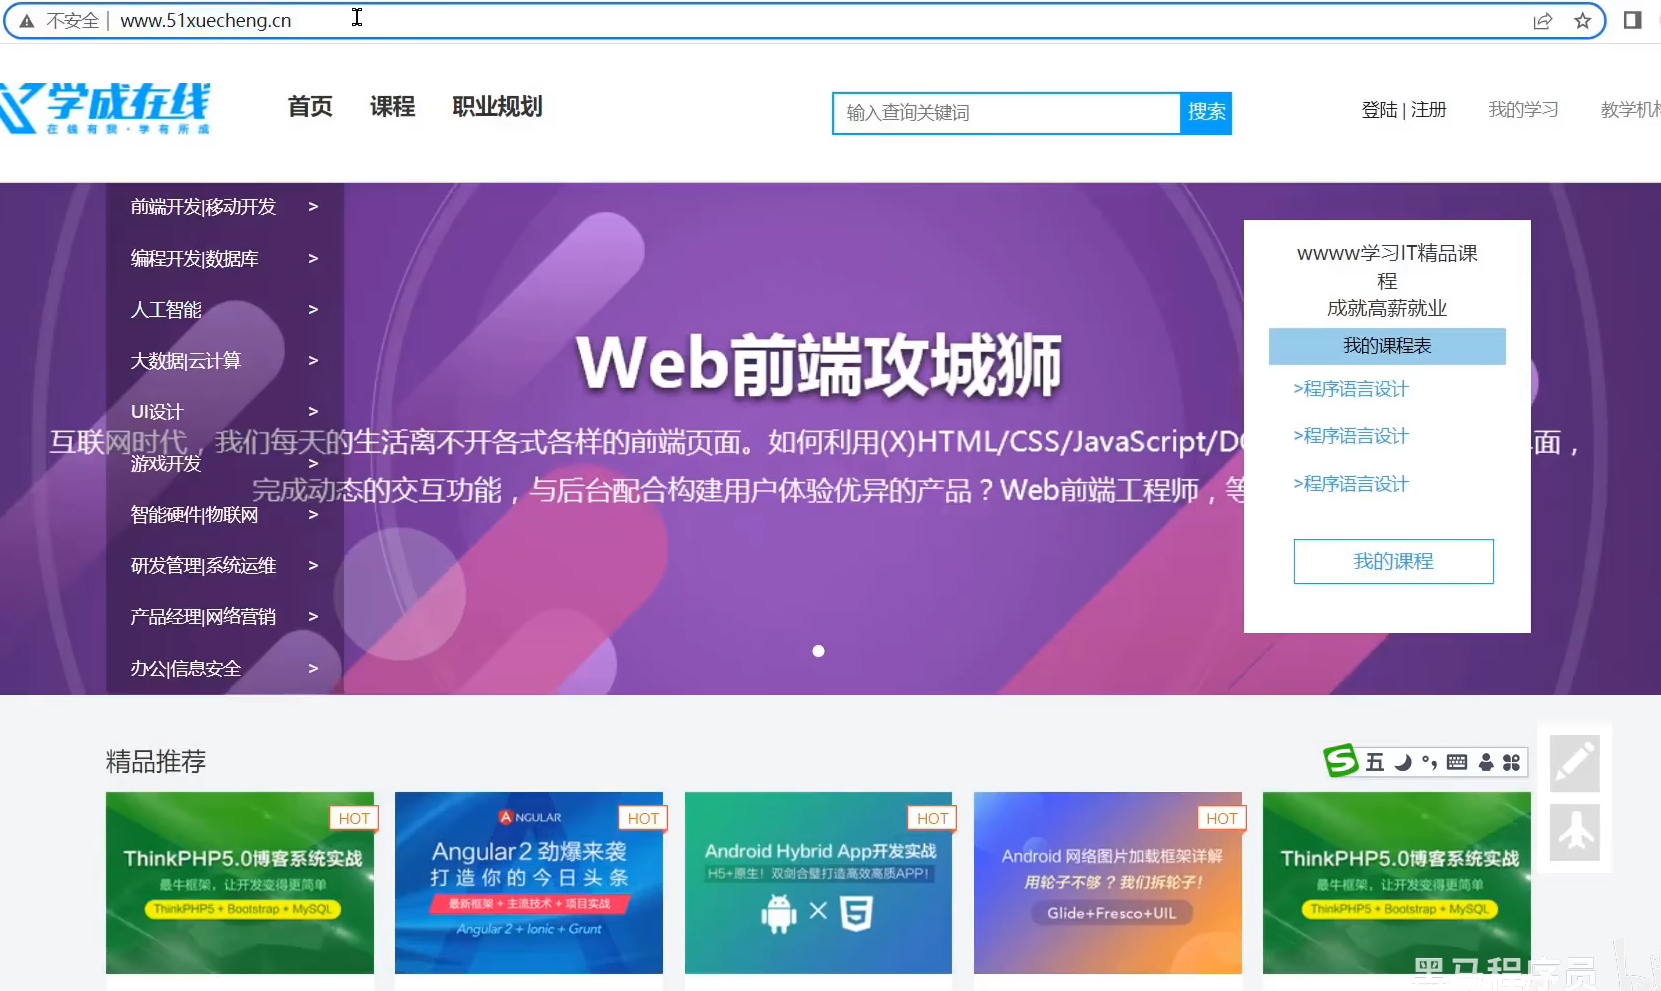 不安全 | www.51xuecheng.cn
学成在线
在线有我·学有所成
首页 课程 职业规划
输入查询关键词 搜索
登陆 | 注册 我的学习 教学机构
前端开发|移动开发 >
编程开发|数据库 >
人工智能 >
大数据|云计算 >
UI设计 >
游戏开发 >
智能硬件|物联网 >
研发管理|系统运维 >
产品经理|网络营销 >
办公|信息安全 >
Web前端攻城狮
互联网时代，我们每天的生活离不开各式各样的前端页面。如何利用(X)HTML/CSS/JavaScript/D 面，
完成动态的交互功能，与后台配合构建用户体验优异的产品？Web前端工程师，等
wwww学习IT精品课
程
成就高薪就业
我的课程表
>程序语言设计
>程序语言设计
>程序语言设计
我的课程
精品推荐
五
HOT
ThinkPHP5.0博客系统实战
最牛框架，让开发变得更简单
ThinkPHP5 + Bootstrap + MySQL
HOT
ANGULAR
Angular2 劲爆来袭
打造你的今日头条
最新框架 + 主流技术 + 项目实战
Angular 2 + Ionic + Grunt
HOT
Android Hybrid App开发实战
H5+原生！双剑合璧打造高效高质APP！
HOT
Android 网络图片加载框架详解
用轮子不够？我们拆轮子！
Glide+Fresco+UIL
ThinkPHP5.0博客系统实战
最牛框架，让开发变得更简单
ThinkPHP5 + Bootstrap + MySQL
黑马程序员